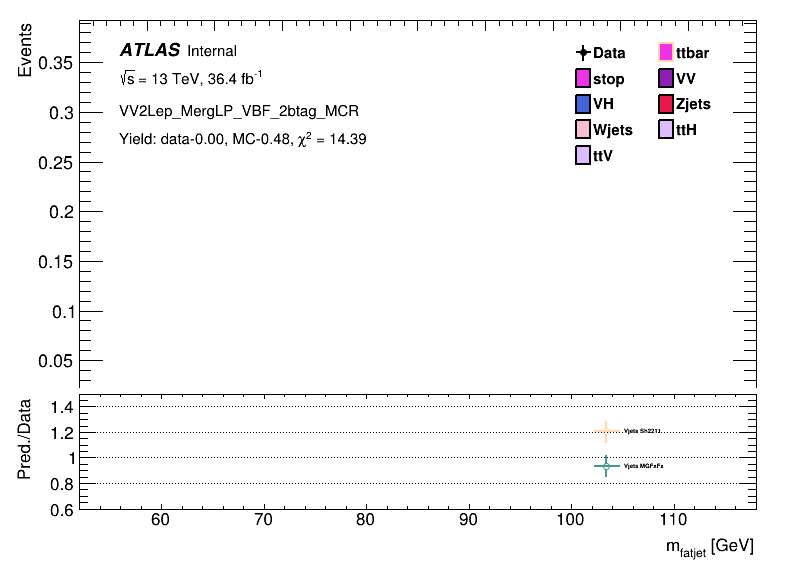 Events
ATLAS Internal
√s = 13 TeV, 36.4 fb⁻¹
VV2Lep_MergLP_VBF_2btag_MCR
Yield: data-0.00, MC-0.48, χ² = 14.39
Data
ttbar
stop
VV
VH
Zjets
Wjets
ttH
ttV
0.35
0.3
0.25
0.2
0.15
0.1
0.05
Pred./Data
1.4
1.2
1
0.8
0.6
Vjets Sh2211
Vjets MGFxFx
60 70 80 90 100 110
m_fatjet [GeV]